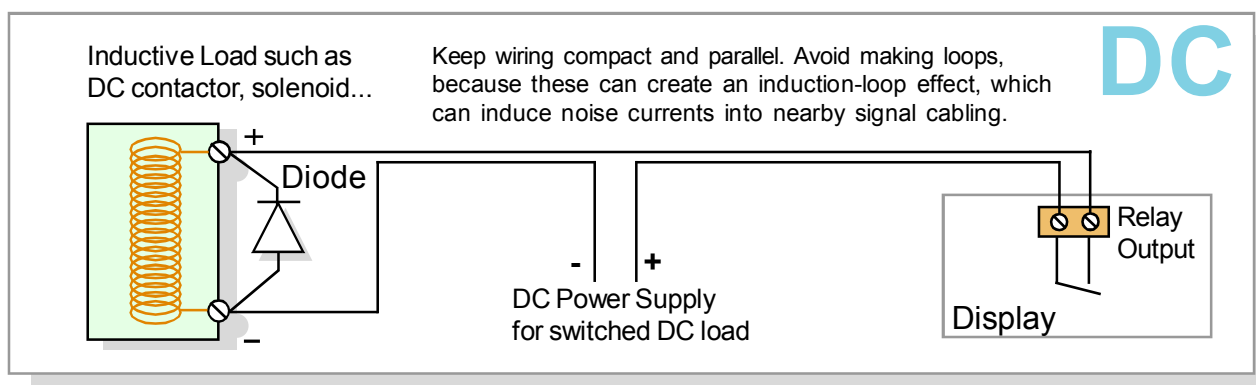 Inductive Load such as
DC contactor, solenoid...
Keep wiring compact and parallel. Avoid making loops,
because these can create an induction-loop effect, which
can induce noise currents into nearby signal cabling.
DC
+
Diode
-
- +
DC Power Supply
for switched DC load
Relay
Output
Display